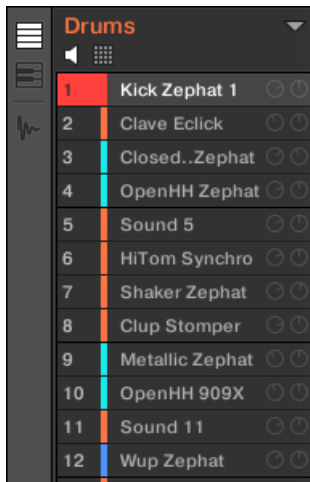 Drums
1 Kick Zephat 1
2 Clave Eclick
3 Closed..Zephat
4 OpenHH Zephat
5 Sound 5
6 HiTom Synchro
7 Shaker Zephat
8 Clup Stomper
9 Metallic Zephat
10 OpenHH 909X
11 Sound 11
12 Wup Zephat